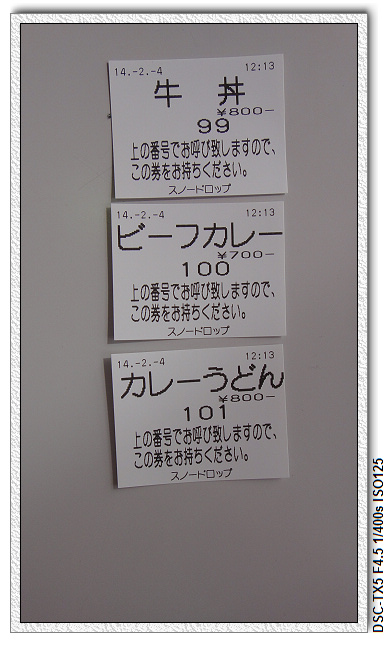 14.-2.-4 12:13
牛 丼
¥800-
99
上の番号でお呼び致しますので、
この券をお持ちください。
スノードロップ
14.-2.-4 12:13
ビーフカレー
¥700-
100
上の番号でお呼び致しますので、
この券をお持ちください。
スノードロップ
14.-2.-4 12:13
カレーうどん
¥800-
101
上の番号でお呼び致しますので、
この券をお持ちください。
スノードロップ
DSC-TX5 F4.5 1/400s ISO125